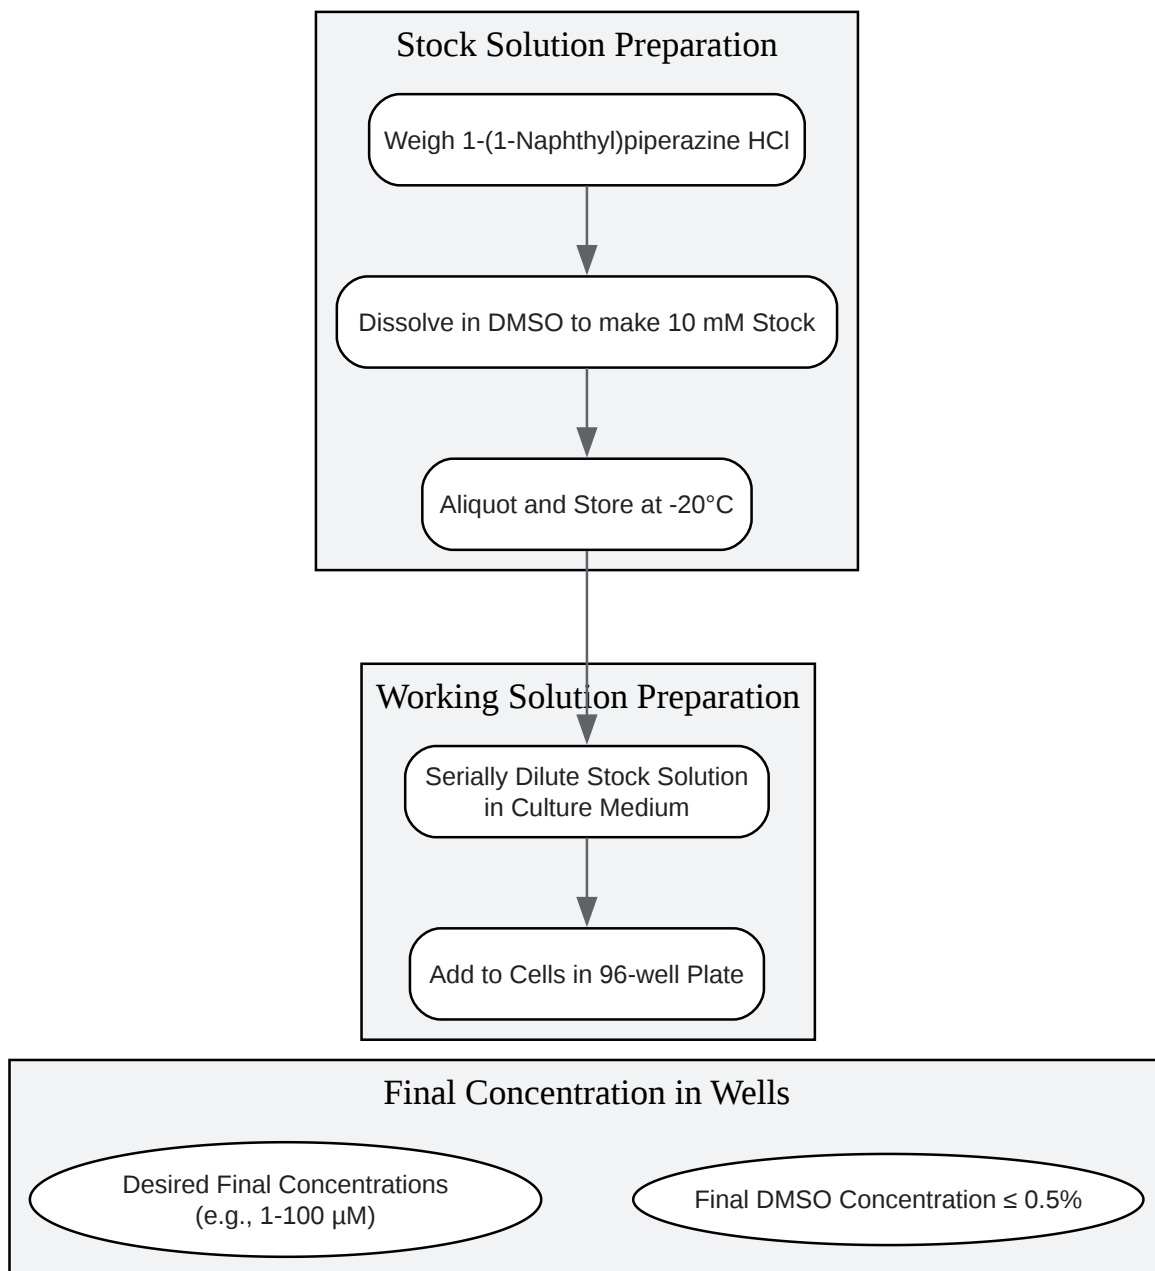 Stock Solution Preparation
Weigh 1-(1-Naphthyl)piperazine HCl
Dissolve in DMSO to make 10 mM Stock
Aliquot and Store at -20°C
Working Solution Preparation
Serially Dilute Stock Solution
in Culture Medium
Add to Cells in 96-well Plate
Final Concentration in Wells
Desired Final Concentrations
(e.g., 1-100 µM)
Final DMSO Concentration ≤ 0.5%